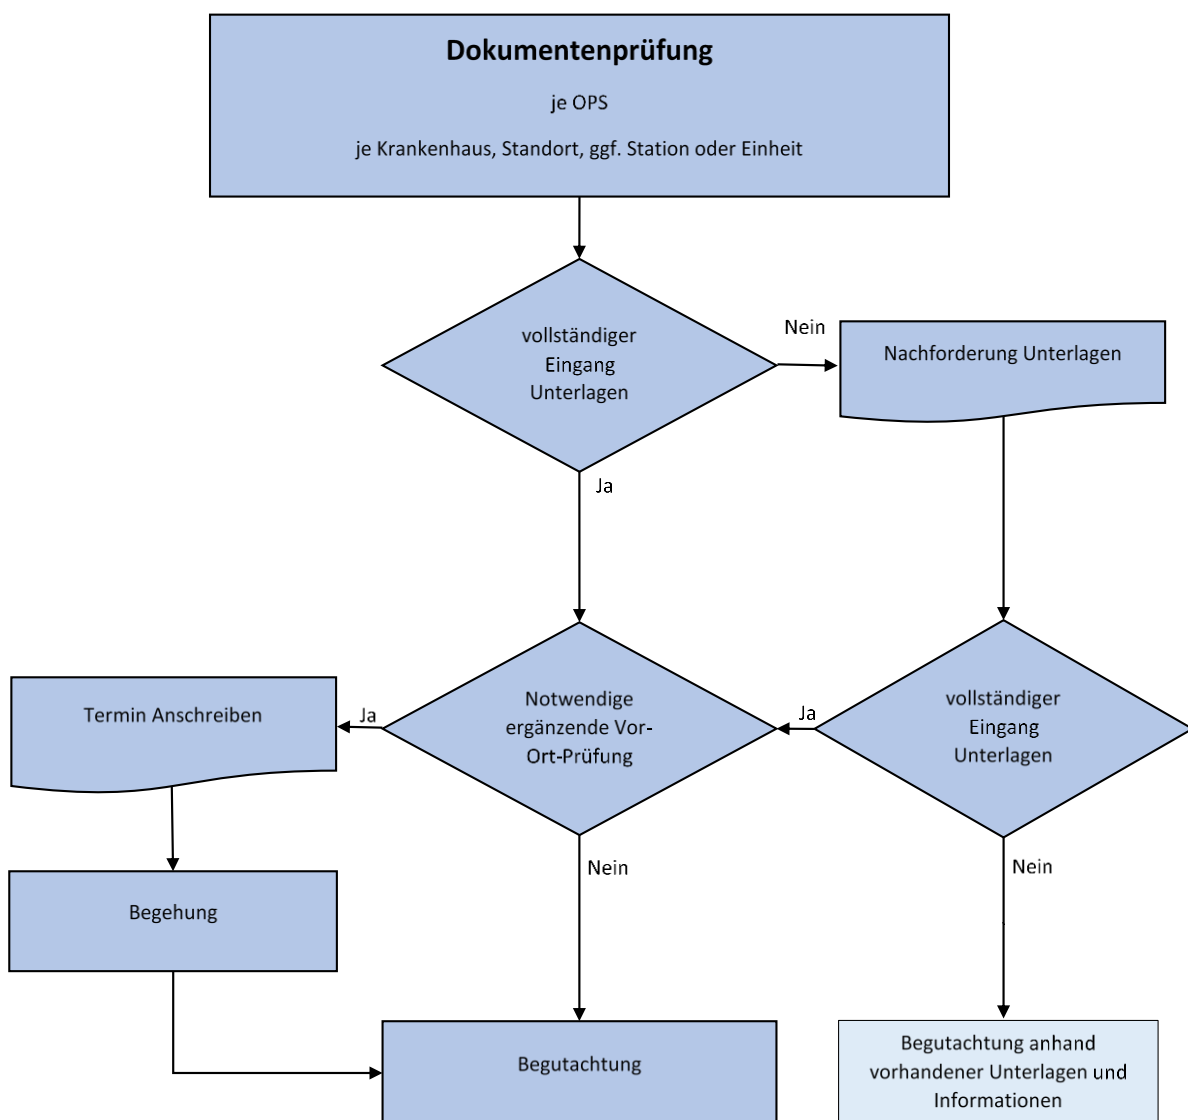 Dokumentenprüfung
je OPS
je Krankenhaus, Standort, ggf. Station oder Einheit
vollständiger
Eingang
Unterlagen
Nein
Nachforderung Unterlagen
Ja
Termin Anschreiben
Ja
Notwendige
ergänzende Vor-
Ort-Prüfung
Ja
vollständiger
Eingang
Unterlagen
Nein
Nein
Begehung
Begutachtung
Begutachtung anhand
vorhandener Unterlagen und
Informationen